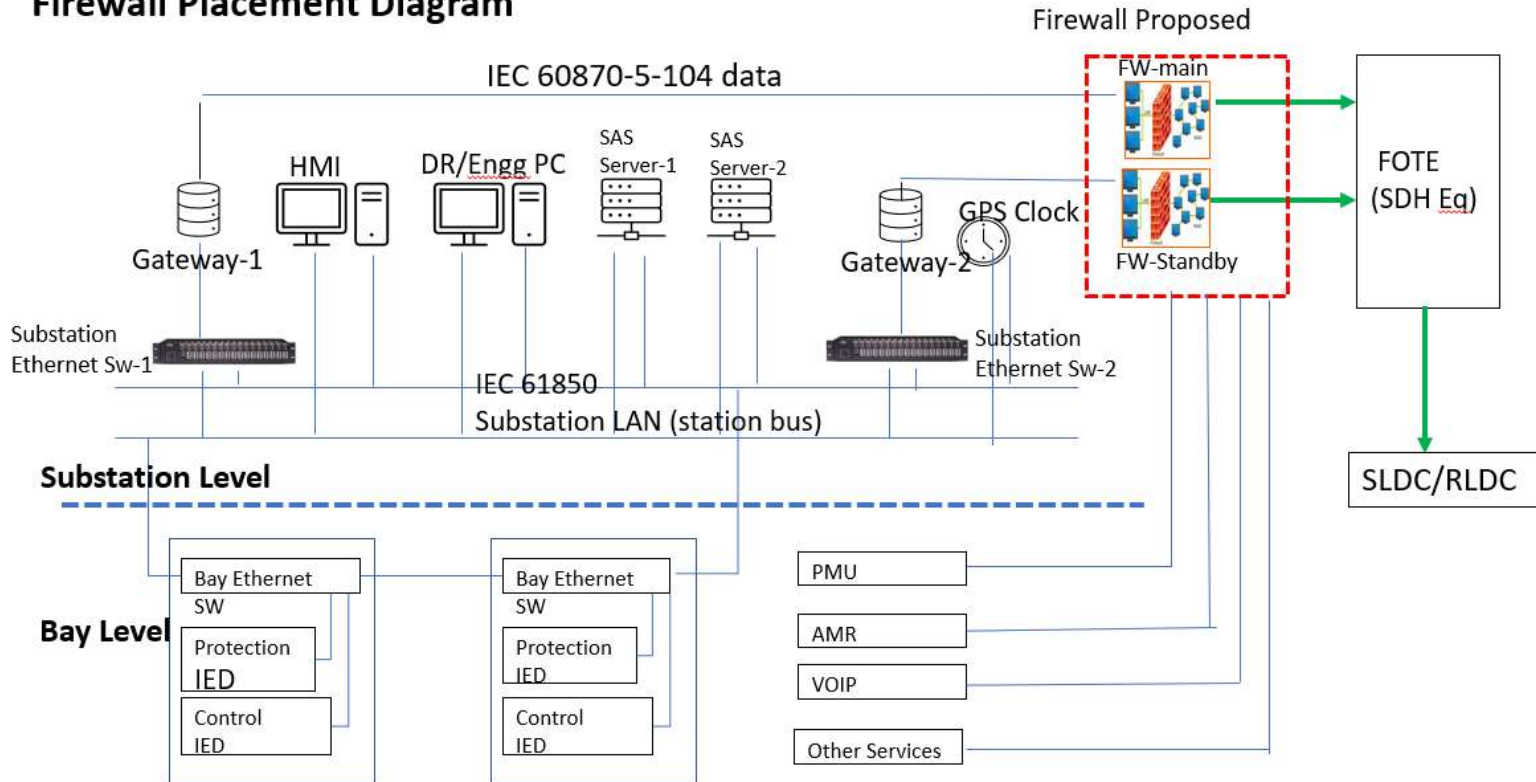 Firewall Placement Diagram
Firewall Proposed
IEC 60870-5-104 data
FW-main
HMI
DR/Engg PC
SAS
Server-1
SAS
Server-2
FOTE
(SDH Eq)
GPS Clock
Gateway-1
Gateway-2
FW-Standby
Substation
Ethernet Sw-1
Substation
Ethernet Sw-2
IEC 61850
Substation LAN (station bus)
Substation Level
SLDC/RLDC
Bay Level
Bay Ethernet
SW
Protection
IED
Control
IED
Bay Ethernet
SW
Protection
IED
Control
IED
PMU
AMR
VOIP
Other Services